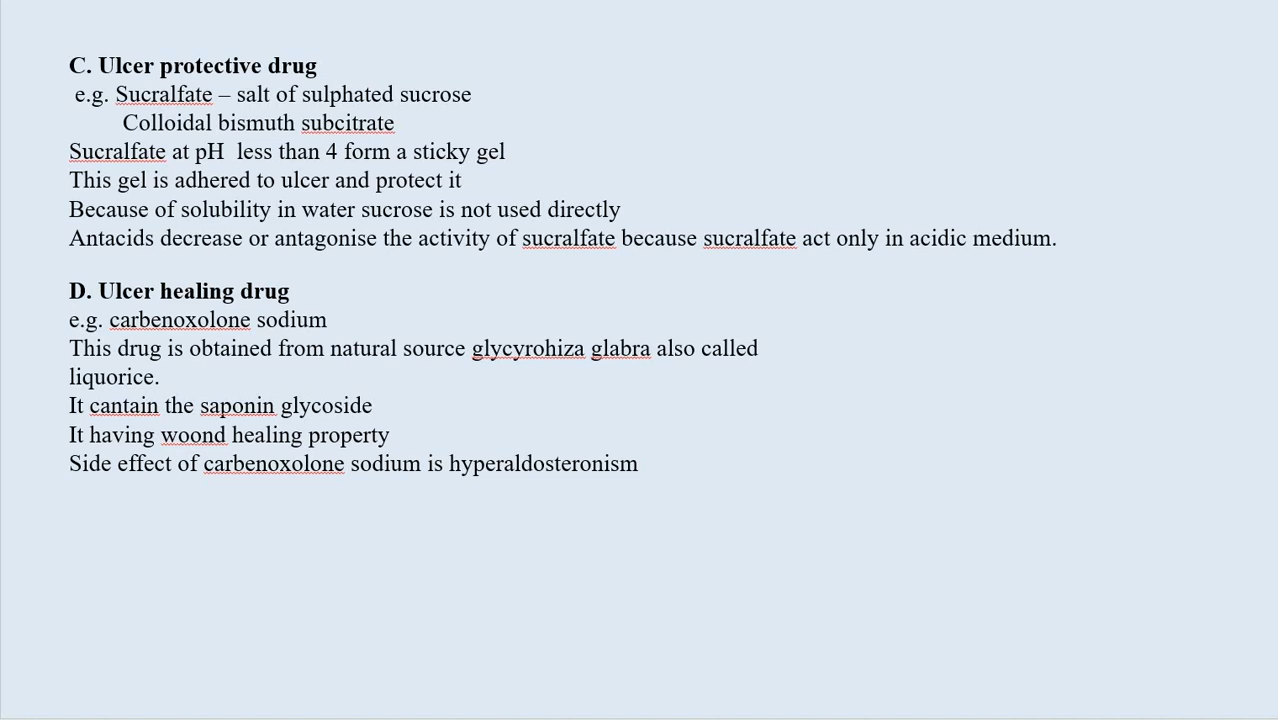 C. Ulcer protective drug
e.g. Sucralfate – salt of sulphated sucrose
Colloidal bismuth subcitrate
Sucralfate at pH  less than 4 form a sticky gel
This gel is adhered to ulcer and protect it
Because of solubility in water sucrose is not used directly
Antacids decrease or antagonise the activity of sucralfate because sucralfate act only in acidic medium.
D. Ulcer healing drug
e.g. carbenoxolone sodium
This drug is obtained from natural source glycyrohiza glabra also called
liquorice.
It cantain the saponin glycoside
It having woond healing property
Side effect of carbenoxolone sodium is hyperaldosteronism